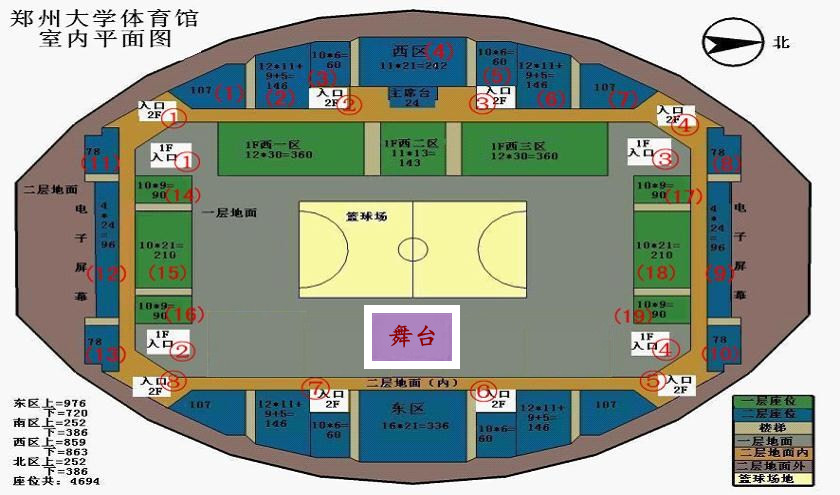 郑州大学体育馆
室内平面图
北
107
(1)
12*11+
9+5=
146
(2)
10*6=
60
(3)
西区
(4)
11*21=242
主席台
24
10*6=
60
(5)
12*11+
9+5=
146
(6)
107
(7)
入口
2F
①
入口
2F
②
③
入口
2F
入口
2F
④
1F
入口
①
1F西一区
12*30=360
1F西二区
11*13=
143
1F西三区
12*30=360
1F
入口
③
78
(11)
78
(8)
二层地面
电子屏幕
4*24=96
(12)
10*9=
90
(14)
一层地面
篮球场
10*21=
210
(15)
10*9=
90
(16)
10*9=
90
(17)
10*21=
210
(18)
10*9=
90
(19)
4*24=96
(9)
电子屏幕
舞台
78
(13)
1F
入口
②
1F
入口
④
78
(10)
入口
2F
③
⑦
入口
2F
二层地面(内)
⑥
入口
2F
⑤
入口
2F
107
12*11+
9+5=
146
10*6=
60
东区
16*21=336
10*6=
60
12*11+
9+5=
146
107
东区上=976
下=720
南区上=252
下=386
西区上=859
下=863
北区上=252
下=386
座位共: 4694
一层座位
二层座位
楼梯
一层地面
二层地面内
二层地面外
篮球场地